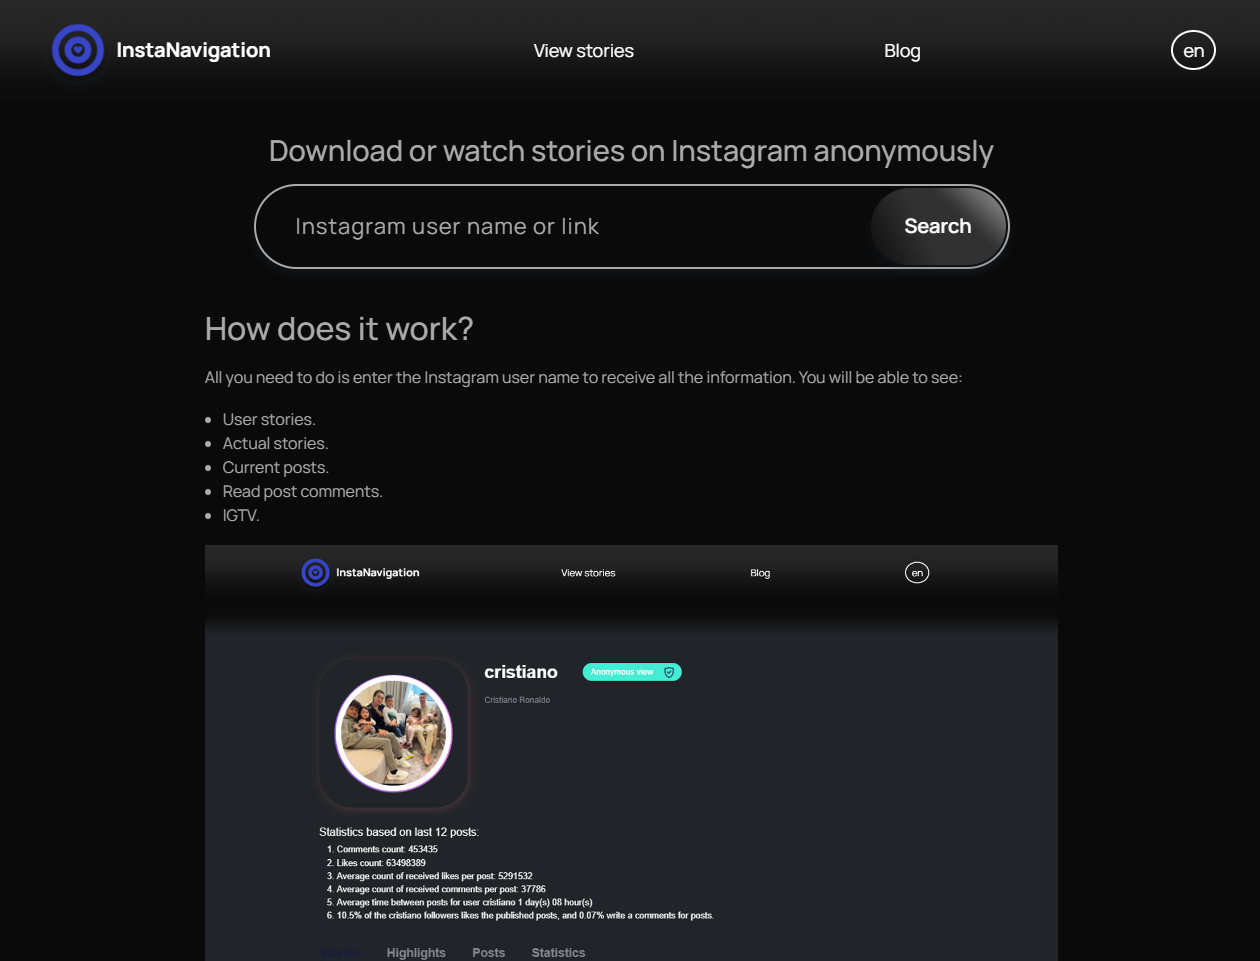 InstaNavigation View stories Blog en
Download or watch stories on Instagram anonymously
Instagram user name or link Search
How does it work?
All you need to do is enter the Instagram user name to receive all the information. You will be able to see:
User stories.
Actual stories.
Current posts.
Read post comments.
IGTV.
InstaNavigation View stories Blog en
cristiano Anonymous view
Cristiano Ronaldo
Statistics based on last 12 posts:
1. Comments count: 453435
2. Likes count: 63498389
3. Average count of received likes per post: 5291532
4. Average count of received comments per post: 37786
5. Average time between posts for user cristiano 1 day(s) 08 hour(s)
6. 10.5% of the cristiano followers likes the published posts, and 0.07% write a comments for posts.
Stories Highlights Posts Statistics